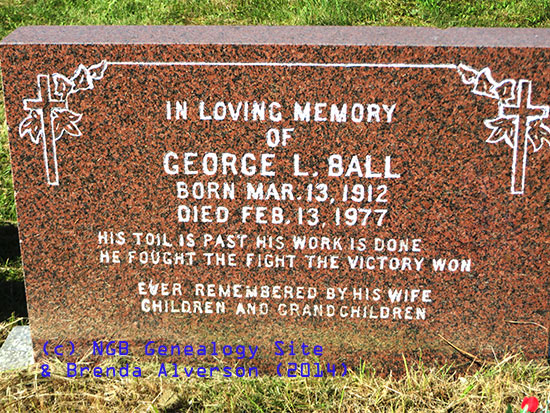 IN LOVING MEMORY
OF
GEORGE L. BALL
BORN MAR. 13, 1912
DIED FEB. 13, 1977
HIS TOIL IS PAST HIS WORK IS DONE
HE FOUGHT THE FIGHT THE VICTORY WON
EVER REMEMBERED BY HIS WIFE
CHILDREN AND GRANDCHILDREN
(c) NGB Genealogy Site
& Brenda Alverson (2014)